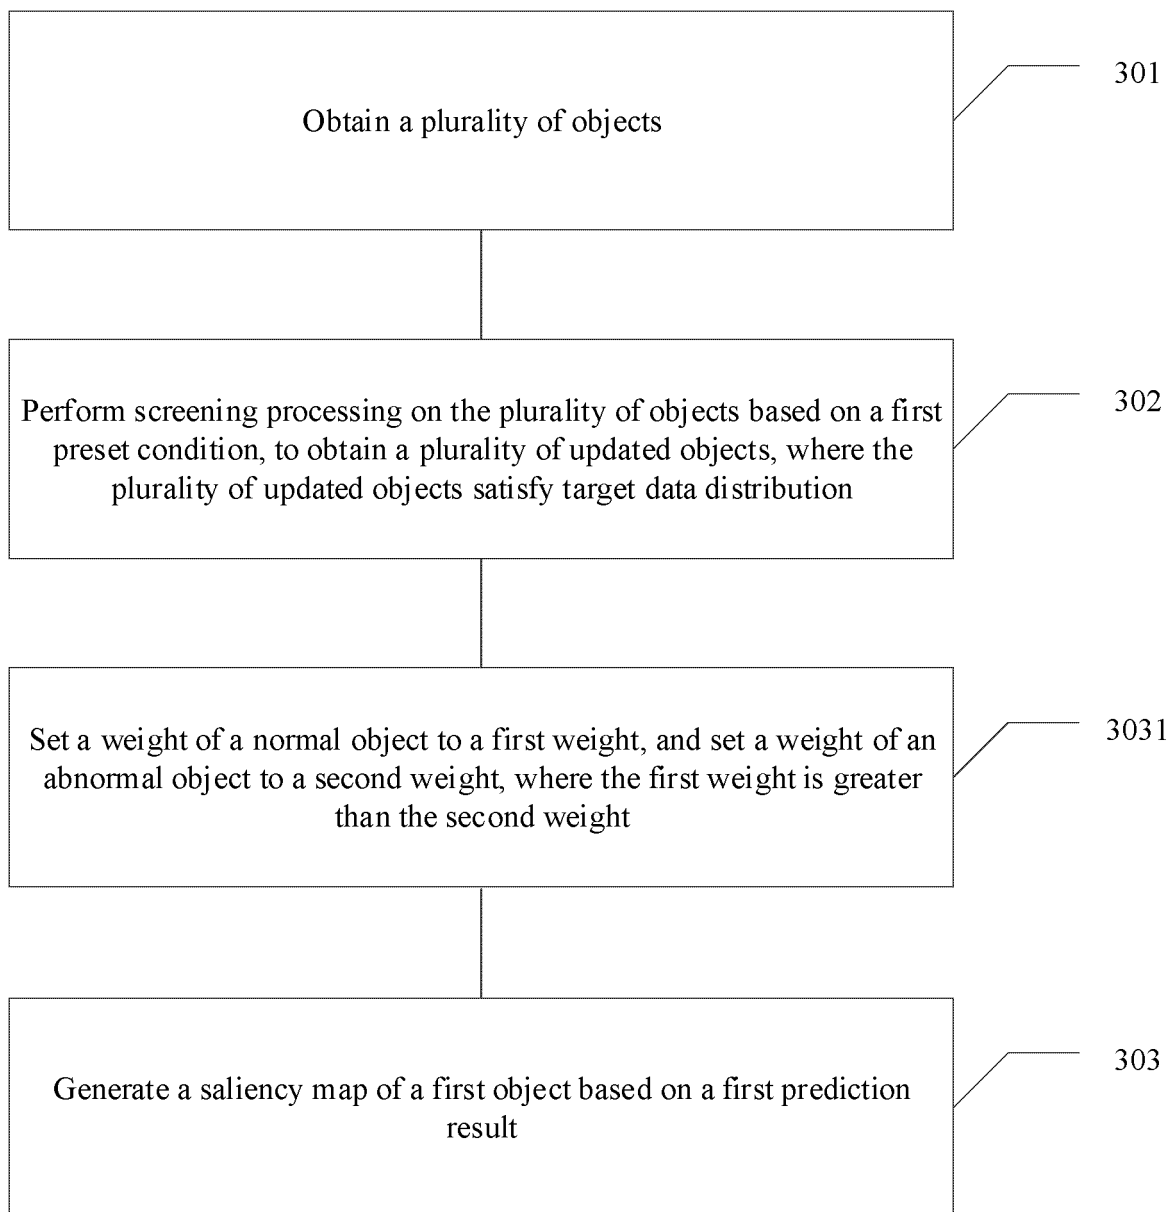 Obtain a plurality of objects
301
Perform screening processing on the plurality of objects based on a first
preset condition, to obtain a plurality of updated objects, where the
plurality of updated objects satisfy target data distribution
302
Set a weight of a normal object to a first weight, and set a weight of an
abnormal object to a second weight, where the first weight is greater
than the second weight
3031
Generate a saliency map of a first object based on a first prediction
result
303